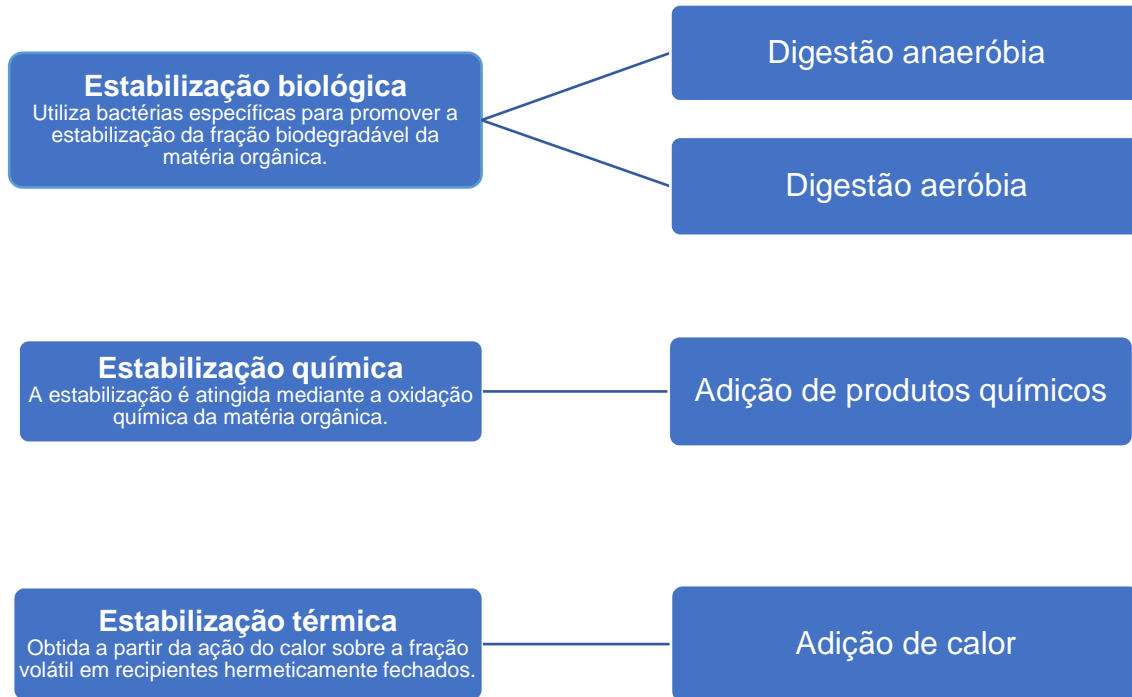 Estabilização biológica
Utiliza bactérias específicas para promover a
estabilização da fração biodegradável da
matéria orgânica.
Digestão anaeróbia
Digestão aeróbia
Estabilização química
A estabilização é atingida mediante a oxidação
química da matéria orgânica.
Adição de produtos químicos
Estabilização térmica
Obtida a partir da ação do calor sobre a fração
volátil em recipientes hermeticamente fechados.
Adição de calor